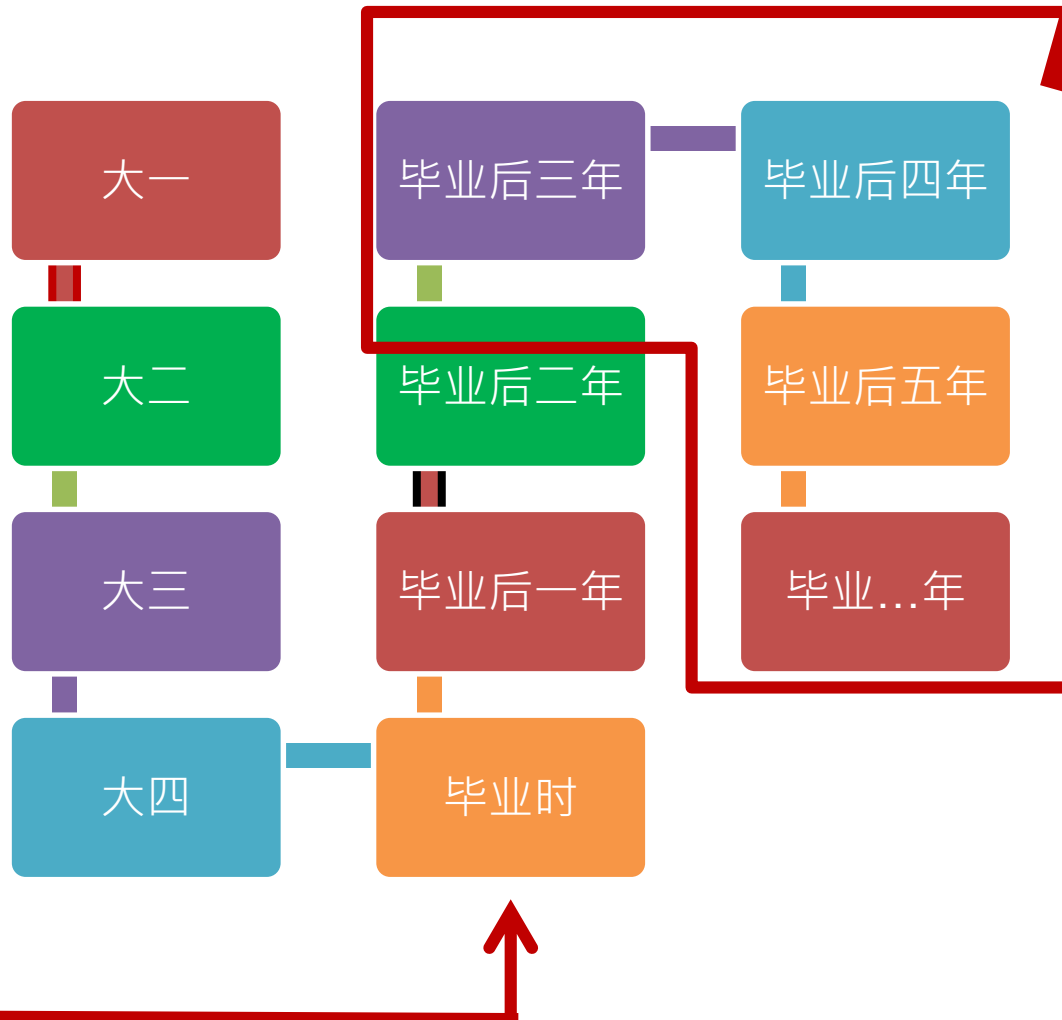 大一
大二
大三
大四
毕业时
毕业后一年
毕业后二年
毕业后三年
毕业后四年
毕业后五年
毕业...年